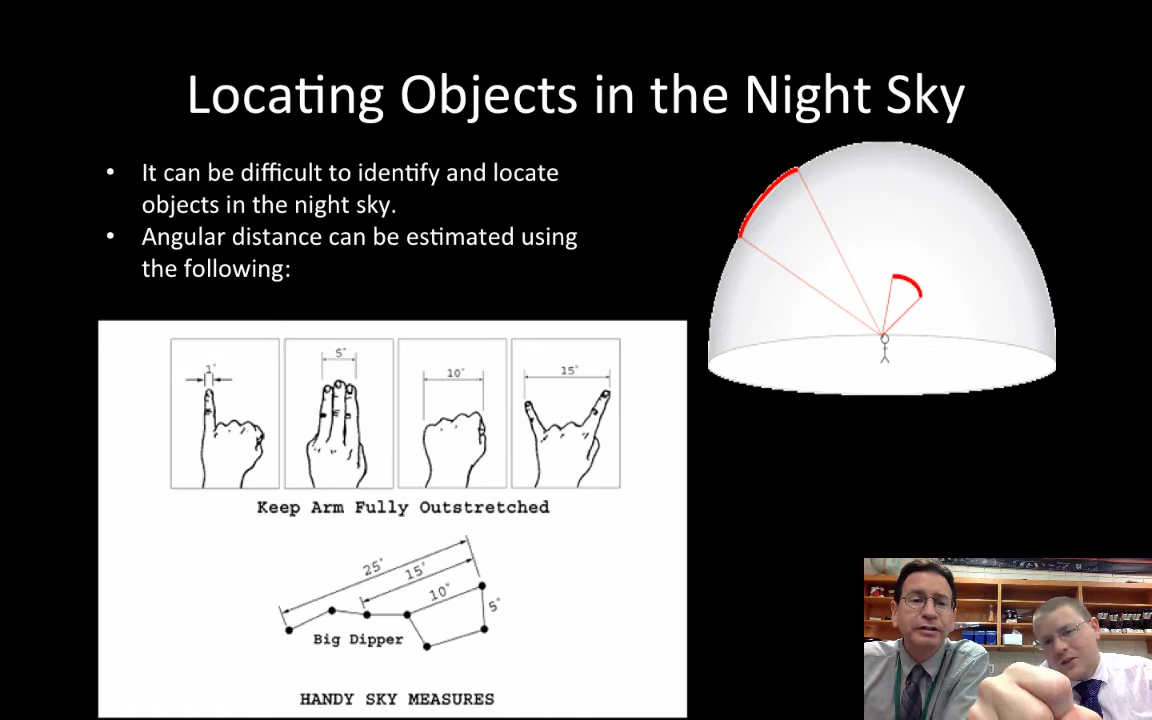 Locating Objects in the Night Sky
• It can be difficult to identify and locate
objects in the night sky.
• Angular distance can be estimated using
the following:
1°
5°
10°
15°
Keep Arm Fully Outstretched
25°
15°
10°
5°
Big Dipper
HANDY SKY MEASURES